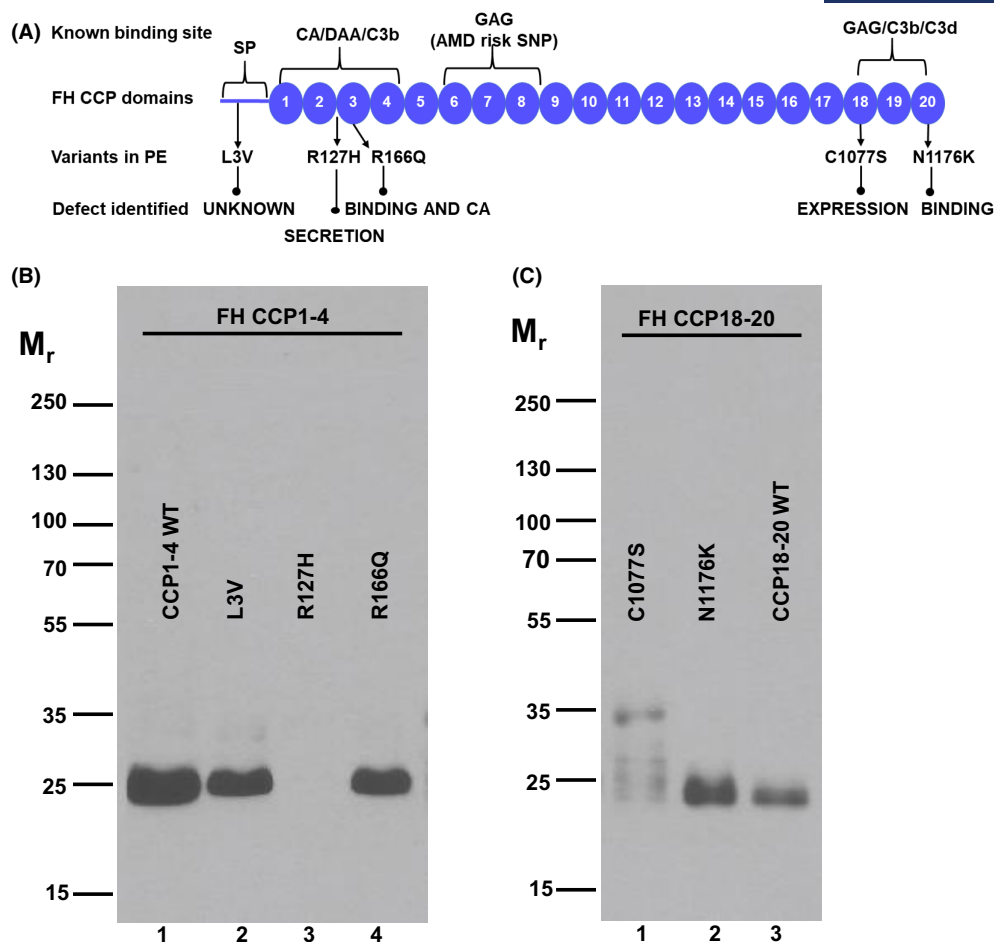 (A) Known binding site
SP
CA/DAA/C3b
GAG
(AMD risk SNP)
GAG/C3b/C3d
FH CCP domains
1 2 3 4 5 6 7 8 9 10 11 12 13 14 15 16 17 18 19 20
Variants in PE L3V R127H R166Q C1077S N1176K
Defect identified UNKNOWN BINDING AND CA EXPRESSION BINDING
SECRETION
(B)
FH CCP1-4
Mr
250
130
100
70
55
35
25
15
CCP1-4 WT
L3V
R127H
R166Q
1 2 3 4
(C)
FH CCP18-20
Mr
250
130
100
70
55
35
25
15
C1077S
N1176K
CCP18-20 WT
1 2 3